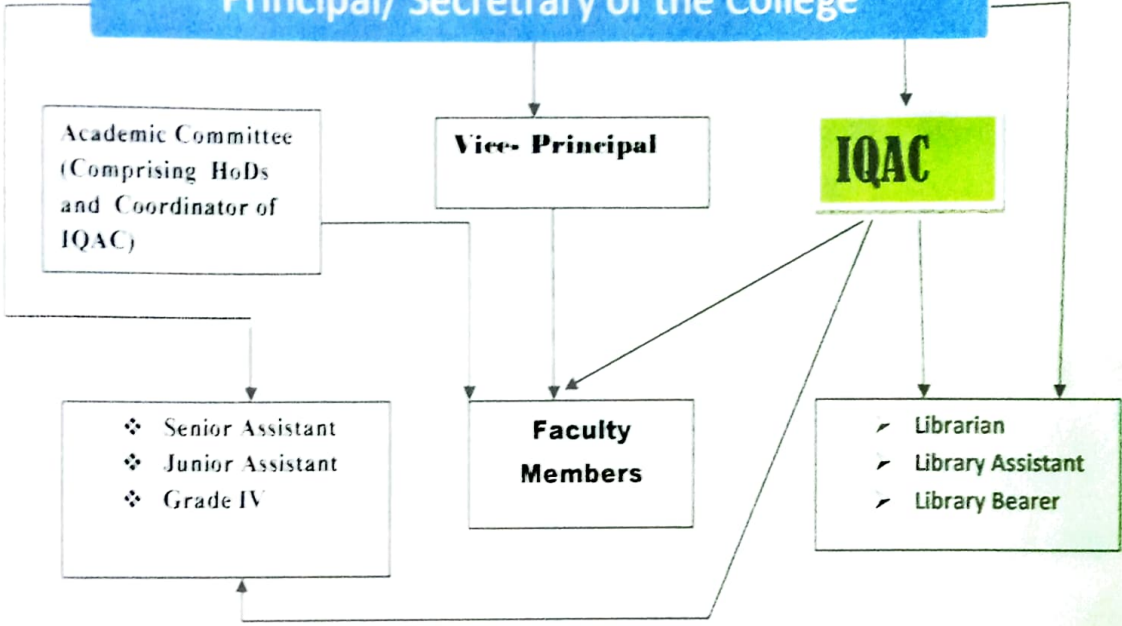 Principal/ Secretrary of the College
Academic Committee
(Comprising HoDs
and Coordinator of
IQAC)
Vice- Principal
IQAC
Senior Assistant
Junior Assistant
Grade IV
Faculty
Members
Librarian
Library Assistant
Library Bearer